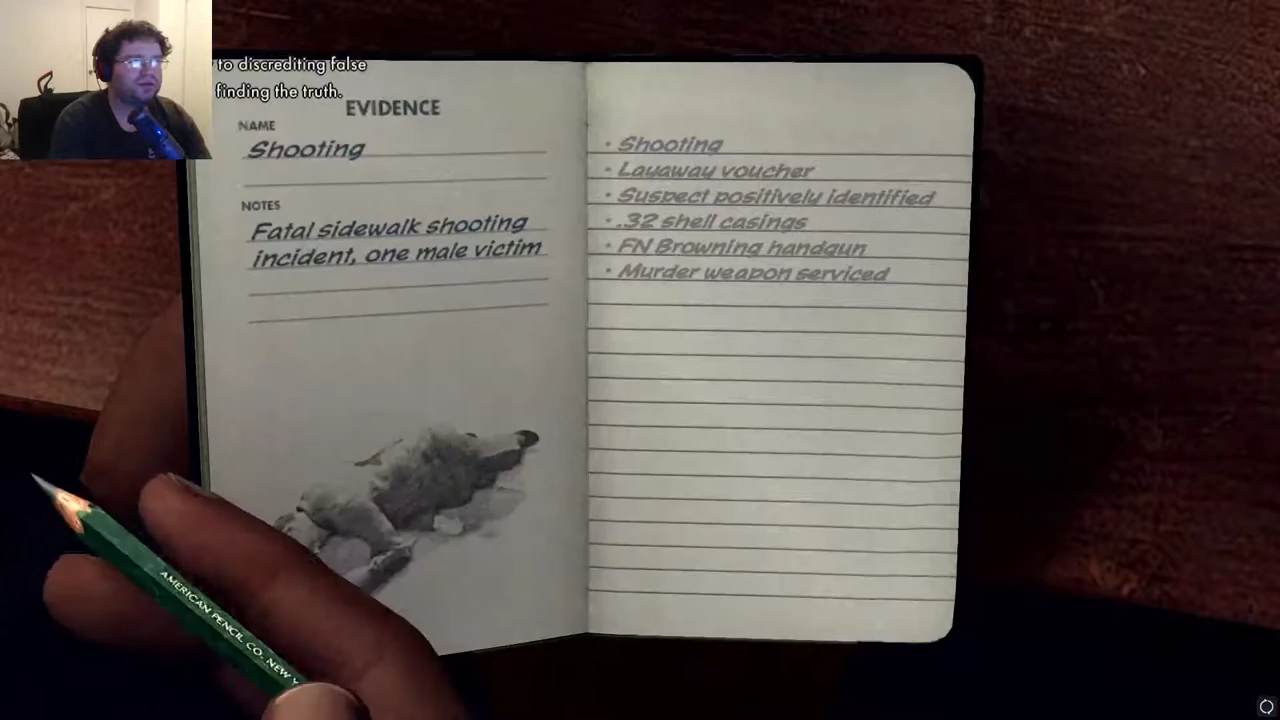 to discrediting false
finding the truth.
EVIDENCE
NAME
Shooting
NOTES
Fatal sidewalk shooting
incident, one male victim
• Shooting
• Layaway voucher
• Suspect positively identified
• .32 shell casings
• FN Browning handgun
• Murder weapon serviced
AMERICAN PENCIL CO. NEW Y